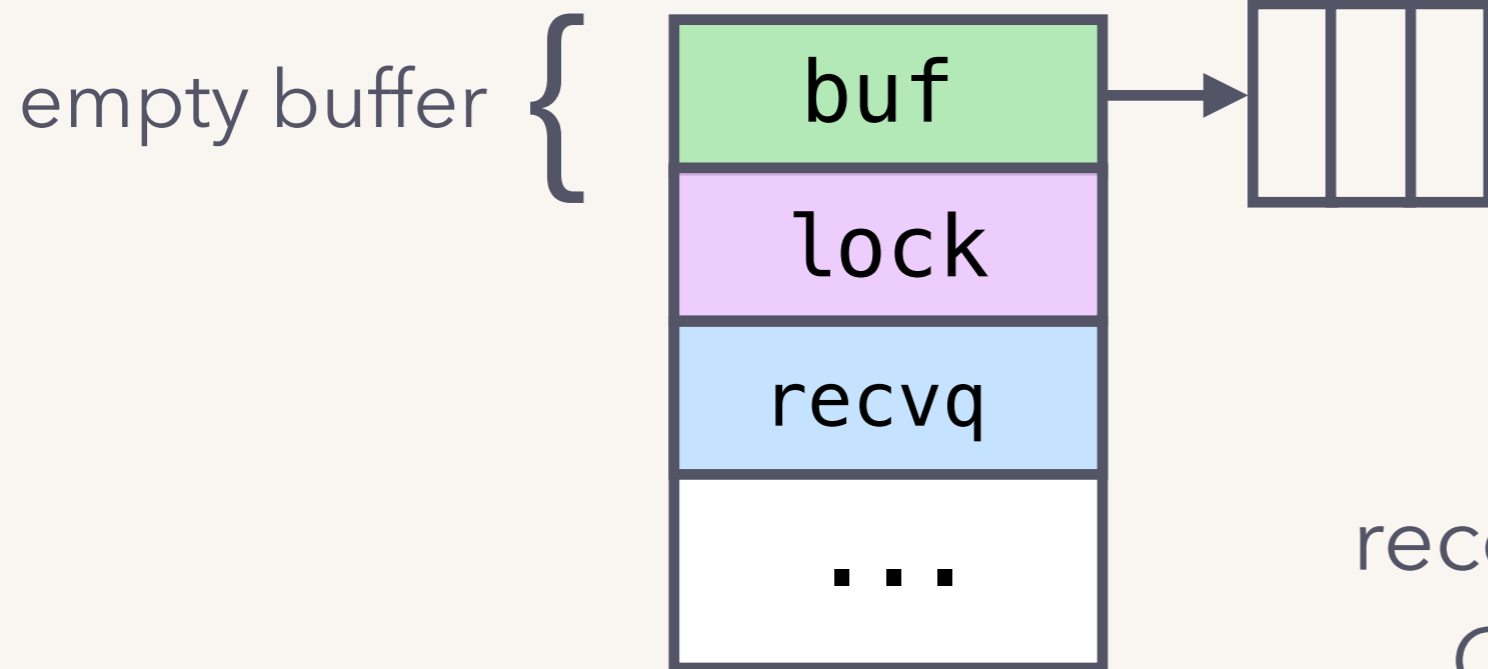 empty buffer {
buf
lock
recvq
...